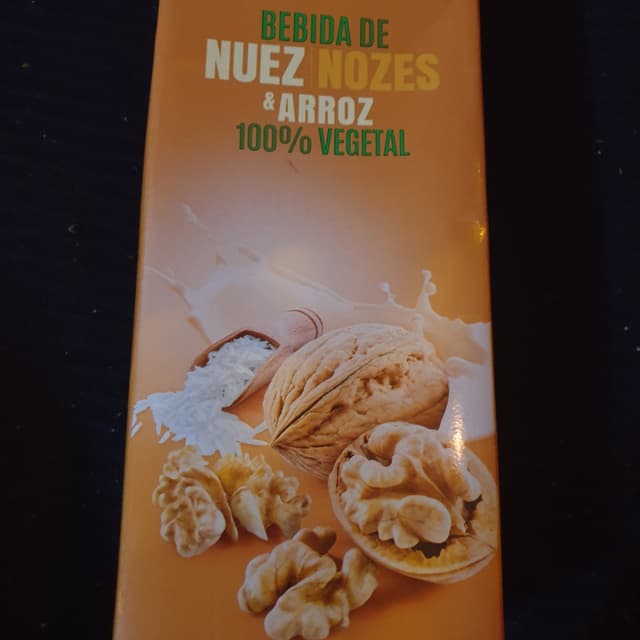 BEBIDA DE
NUEZ NOZES
& ARROZ
100% VEGETAL